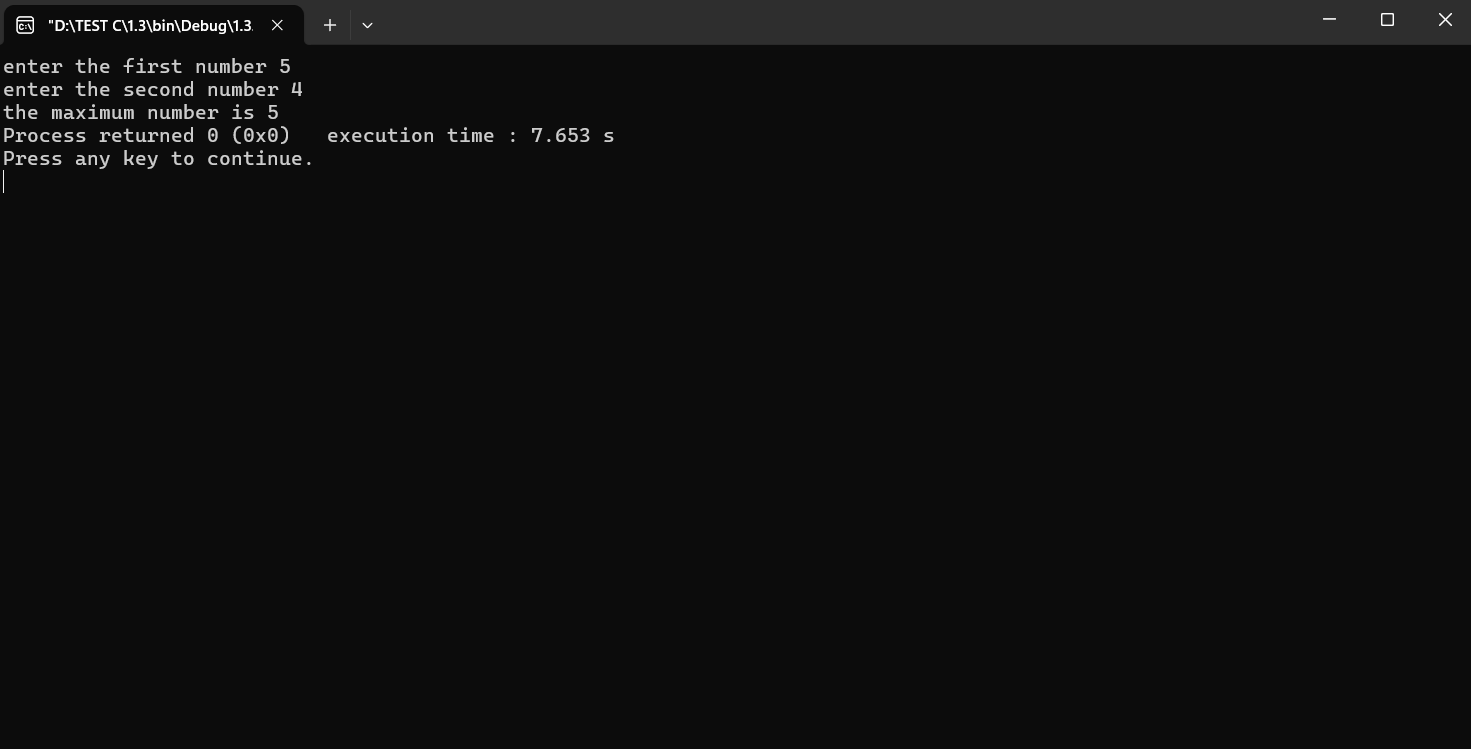 "D:\TEST C\1.3\bin\Debug\1.3.
enter the first number 5
enter the second number 4
the maximum number is 5
Process returned 0 (0x0)   execution time : 7.653 s
Press any key to continue.